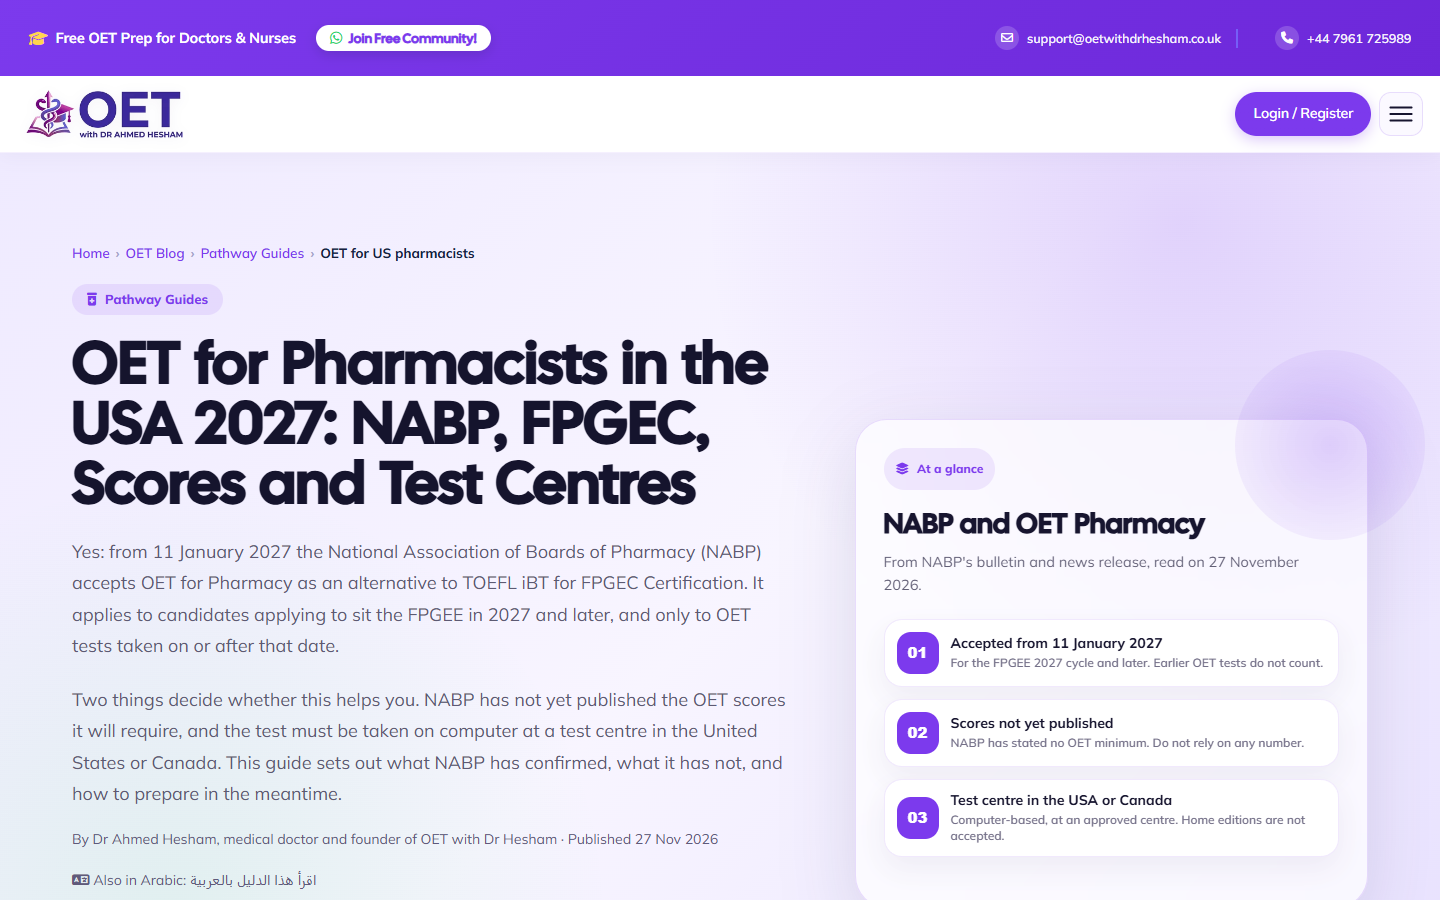 Free OET Prep for Doctors & Nurses
Join Free Community!
support@oetwithdrhesham.co.uk
+44 7961 725989
OET
with DR AHMED HESHAM
Login / Register
Home › OET Blog › Pathway Guides › OET for US pharmacists
Pathway Guides
OET for Pharmacists in the
USA 2027: NABP, FPGEC,
Scores and Test Centres
Yes: from 11 January 2027 the National Association of Boards of Pharmacy (NABP)
accepts OET for Pharmacy as an alternative to TOEFL iBT for FPGEC Certification. It
applies to candidates applying to sit the FPGEE in 2027 and later, and only to OET
tests taken on or after that date.
Two things decide whether this helps you. NABP has not yet published the OET scores
it will require, and the test must be taken on computer at a test centre in the United
States or Canada. This guide sets out what NABP has confirmed, what it has not, and
how to prepare in the meantime.
By Dr Ahmed Hesham, medical doctor and founder of OET with Dr Hesham · Published 27 Nov 2026
Also in Arabic: اقرأ هذا الدليل بالعربية
At a glance
NABP and OET Pharmacy
From NABP's bulletin and news release, read on 27 November
2026.
01
Accepted from 11 January 2027
For the FPGEE 2027 cycle and later. Earlier OET tests do not count.
02
Scores not yet published
NABP has stated no OET minimum. Do not rely on any number.
03
Test centre in the USA or Canada
Computer-based, at an approved centre. Home editions are not
accepted.